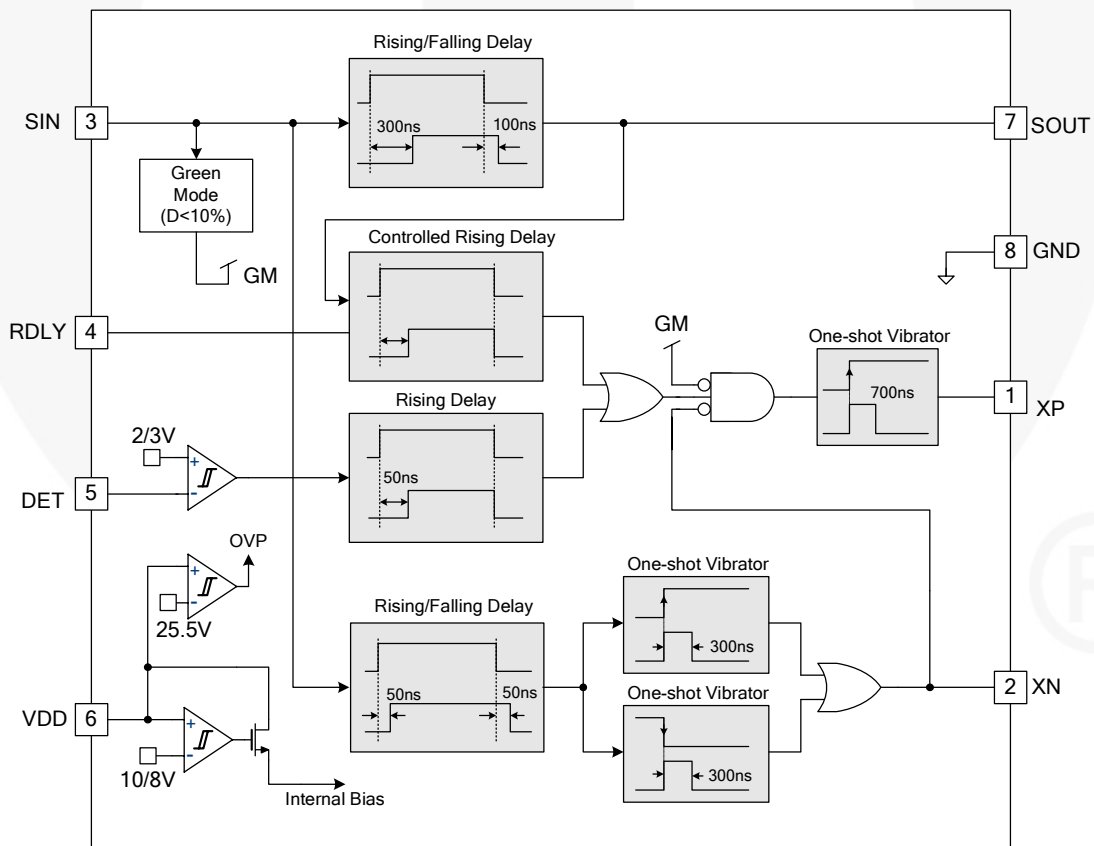 Rising/Falling Delay
300ns
100ns
SIN
3
7
SOUT
Green
Mode
(D<10%)
GM
Controlled Rising Delay
8
GND
RDLY
4
GM
One-shot Vibrator
700ns
1
XP
Rising Delay
50ns
2/3V
+
-
DET
5
OVP
+
-
25.5V
One-shot Vibrator
300ns
Rising/Falling Delay
50ns
50ns
One-shot Vibrator
300ns
2
XN
VDD
6
+
-
10/8V
Internal Bias
®